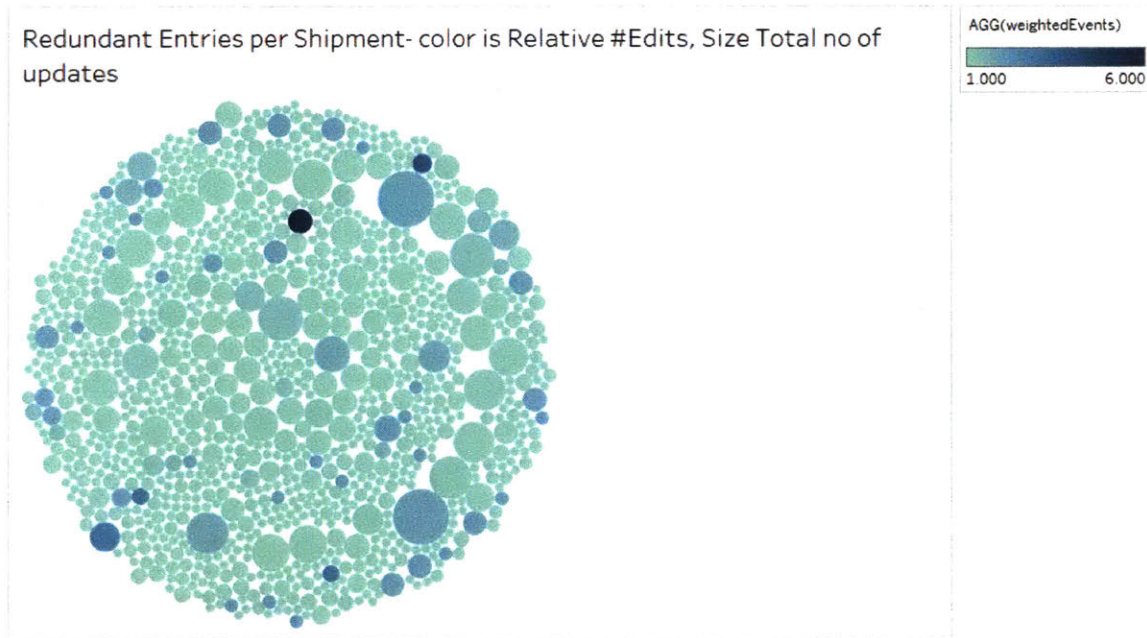 Redundant Entries per Shipment- color is Relative #Edits, Size Total no of
updates
AGG(weightedEvents)
1.000 6.000